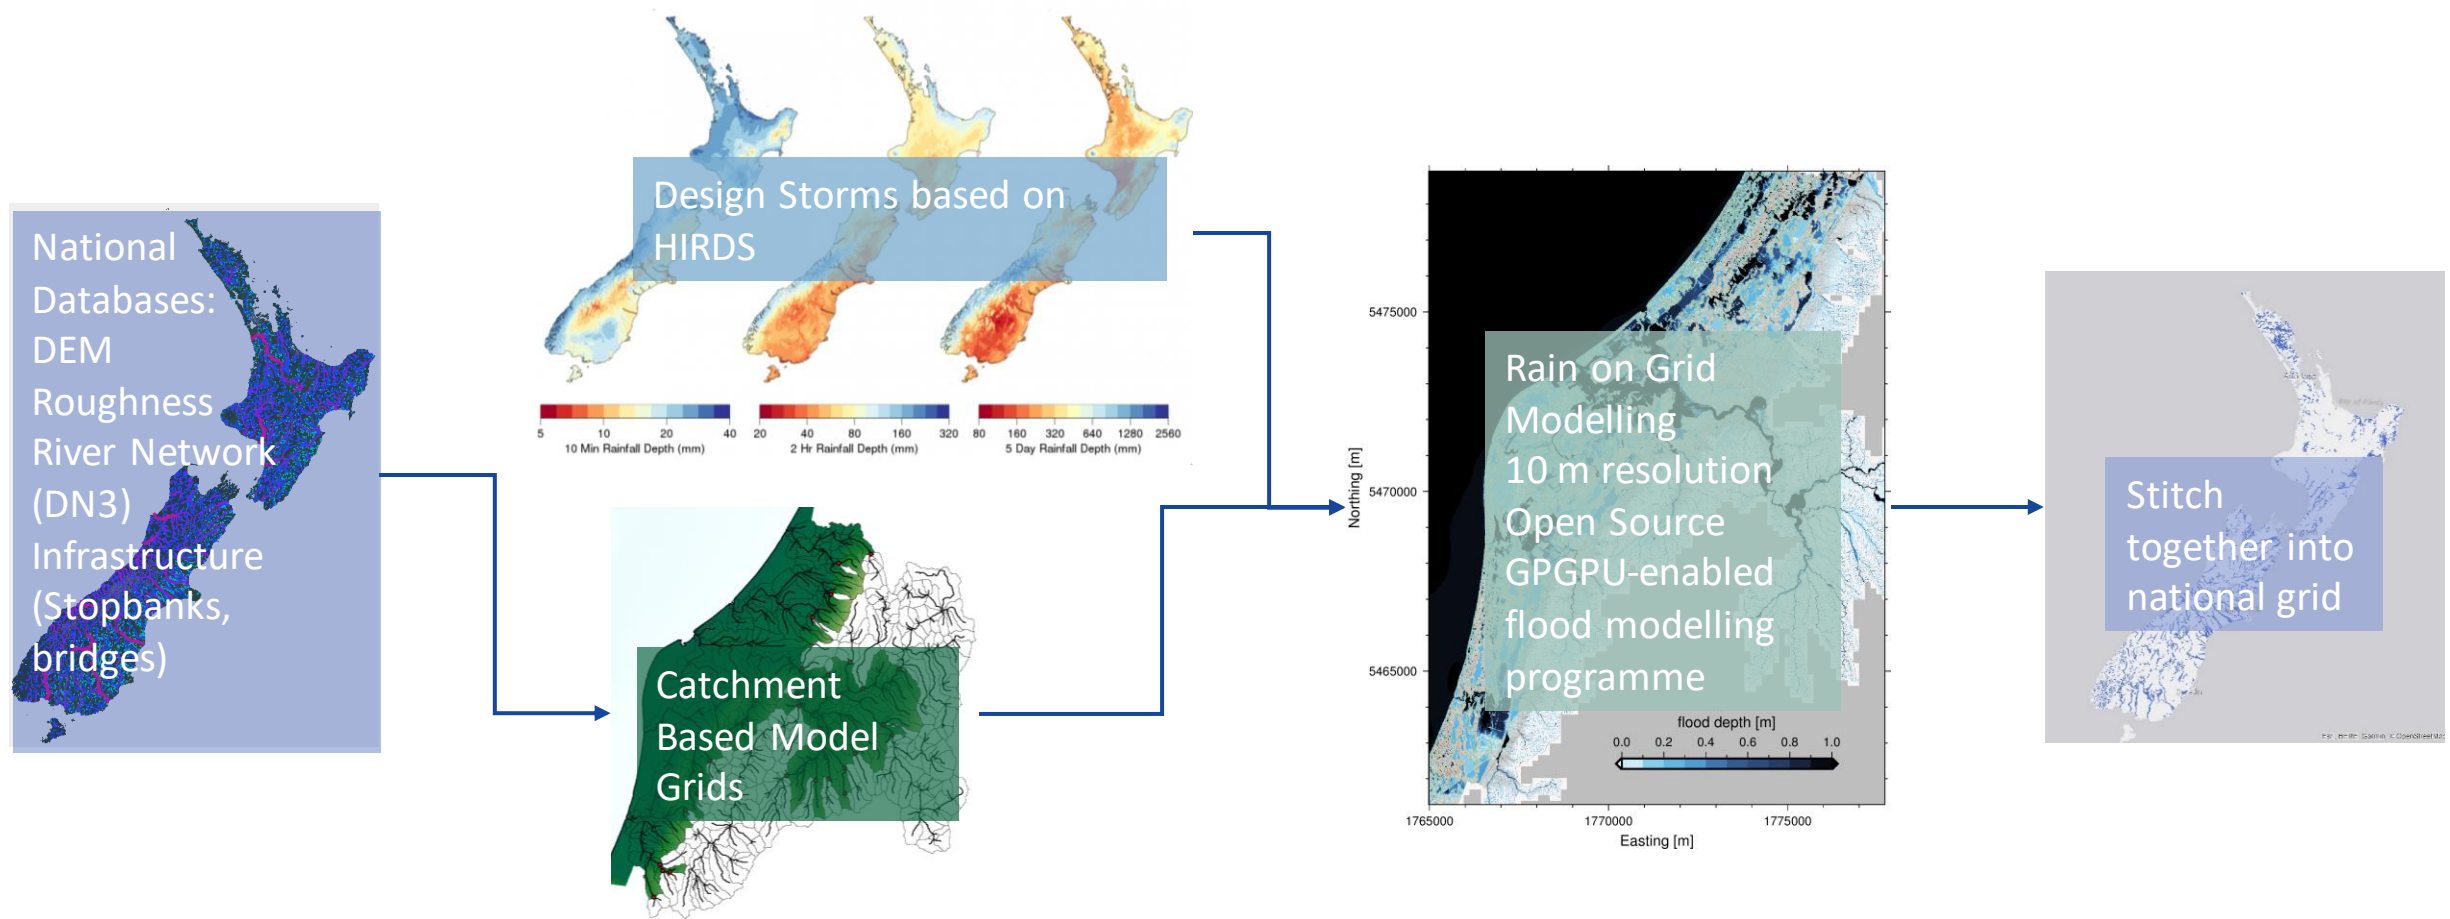 National
Databases:
DEM
Roughness
River Network
(DN3)
Infrastructure
(Stopbanks,
bridges)
Design Storms based on
HIRDS
5 10 20 40
10 Min Rainfall Depth (mm)
20 40 80 160 320
2 Hr Rainfall Depth (mm)
80 160 320 640 1280 2560
5 Day Rainfall Depth (mm)
Catchment
Based Model
Grids
Northing [m]
5475000
5470000
5465000
Rain on Grid
Modelling
10 m resolution
Open Source
GPGPU-enabled
flood modelling
programme
flood depth [m]
0.0 0.2 0.4 0.6 0.8 1.0
1765000 1770000 1775000
Easting [m]
Bay of Plenty
Stitch
together into
national grid